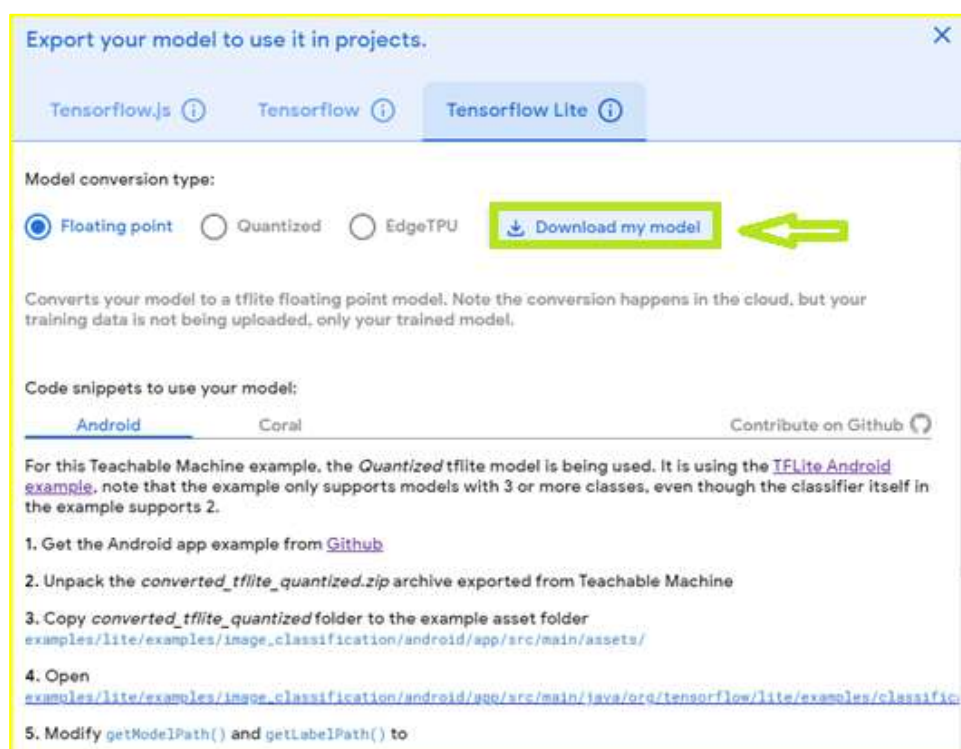 Export your model to use it in projects.
Tensorflow.js Tensorflow Tensorflow Lite
Model conversion type:
Floating point Quantized EdgeTPU Download my model
Converts your model to a tflite floating point model. Note the conversion happens in the cloud, but your
training data is not being uploaded, only your trained model.
Code snippets to use your model:
Android Coral Contribute on Github
For this Teachable Machine example, the Quantized tflite model is being used. It is using the TFLite Android
example, note that the example only supports models with 3 or more classes, even though the classifier itself in
the example supports 2.
1. Get the Android app example from Github
2. Unpack the converted_tflite_quantized.zip archive exported from Teachable Machine
3. Copy converted_tflite_quantized folder to the example asset folder
examples/lite/examples/image_classification/android/app/src/main/assets/
4. Open
examples/lite/examples/image_classification/android/app/src/main/java/org/tensorflow/lite/examples/classific
5. Modify getModelPath() and getLabelPath() to